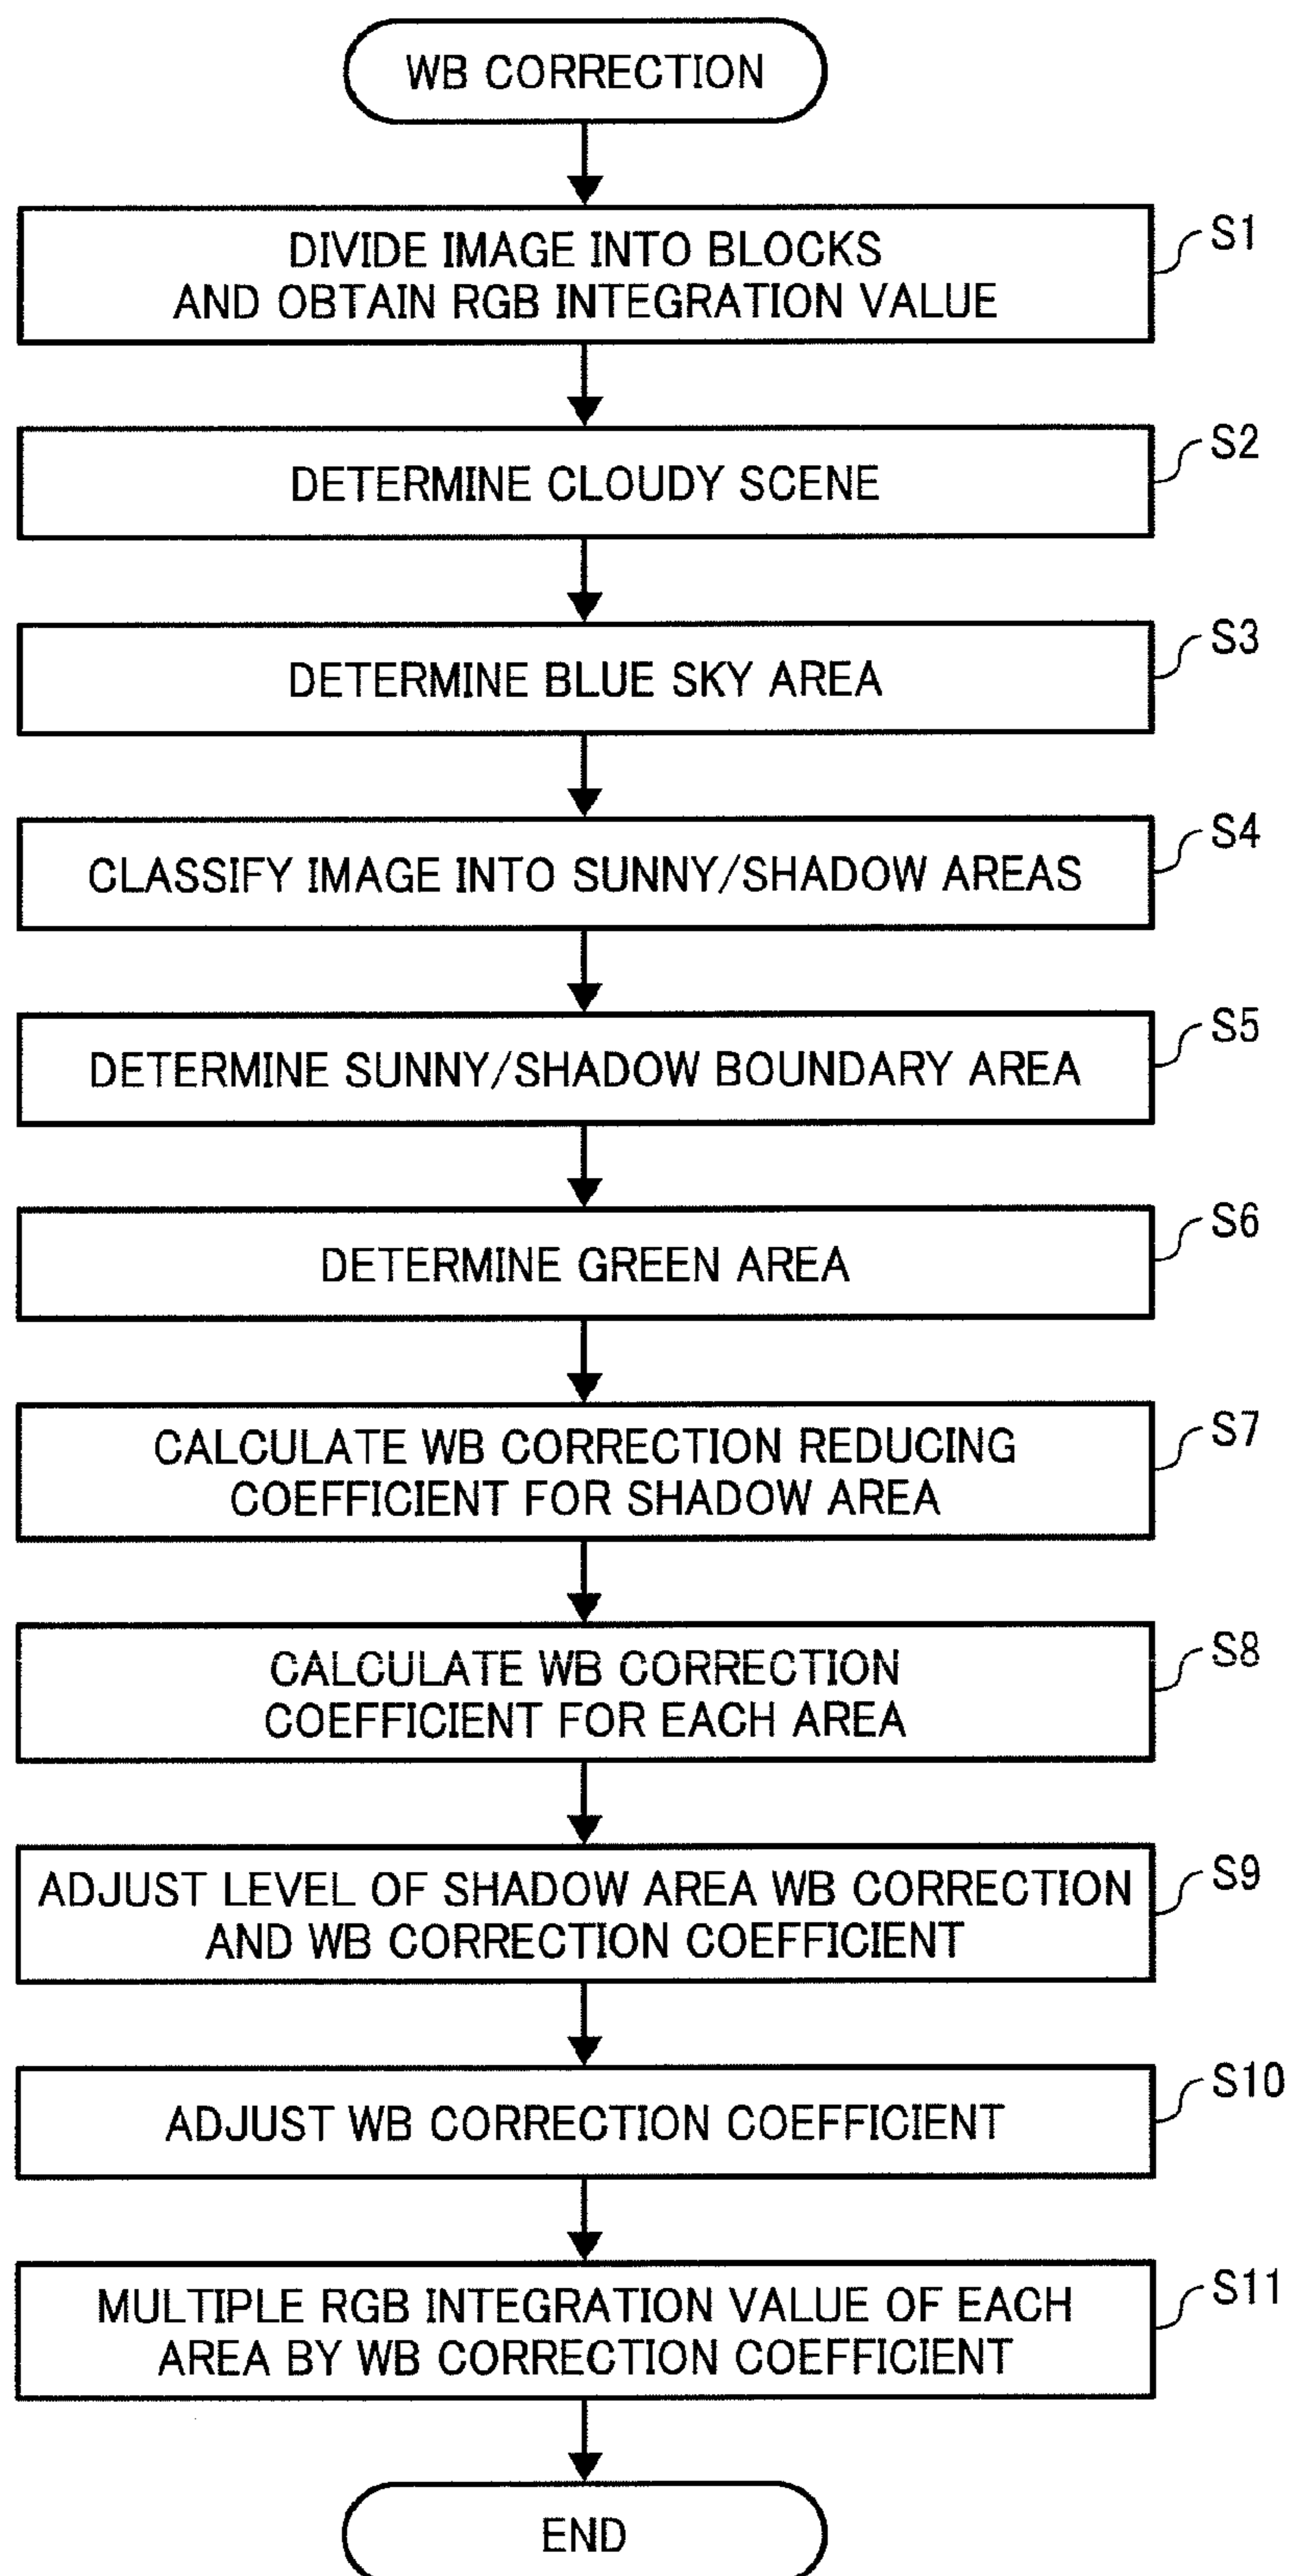 WB CORRECTION
DIVIDE IMAGE INTO BLOCKS
AND OBTAIN RGB INTEGRATION VALUE
S1
DETERMINE CLOUDY SCENE
S2
DETERMINE BLUE SKY AREA
S3
CLASSIFY IMAGE INTO SUNNY/SHADOW AREAS
S4
DETERMINE SUNNY/SHADOW BOUNDARY AREA
S5
DETERMINE GREEN AREA
S6
CALCULATE WB CORRECTION REDUCING
COEFFICIENT FOR SHADOW AREA
S7
CALCULATE WB CORRECTION
COEFFICIENT FOR EACH AREA
S8
ADJUST LEVEL OF SHADOW AREA WB CORRECTION
AND WB CORRECTION COEFFICIENT
S9
ADJUST WB CORRECTION COEFFICIENT
S10
MULTIPLE RGB INTEGRATION VALUE OF EACH
AREA BY WB CORRECTION COEFFICIENT
S11
END